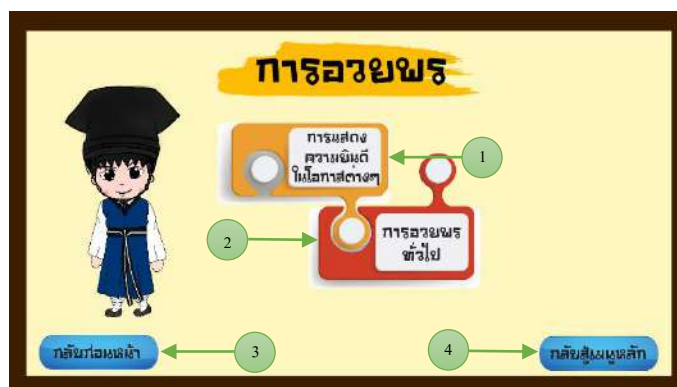 การอวยพร
การแสดง
ความยินดี
ในโอกาสต่างๆ
1
2
การอวยพร
ทั่วไป
กลับก่อนหน้า
3
4
กลับสู่เมนูหลัก